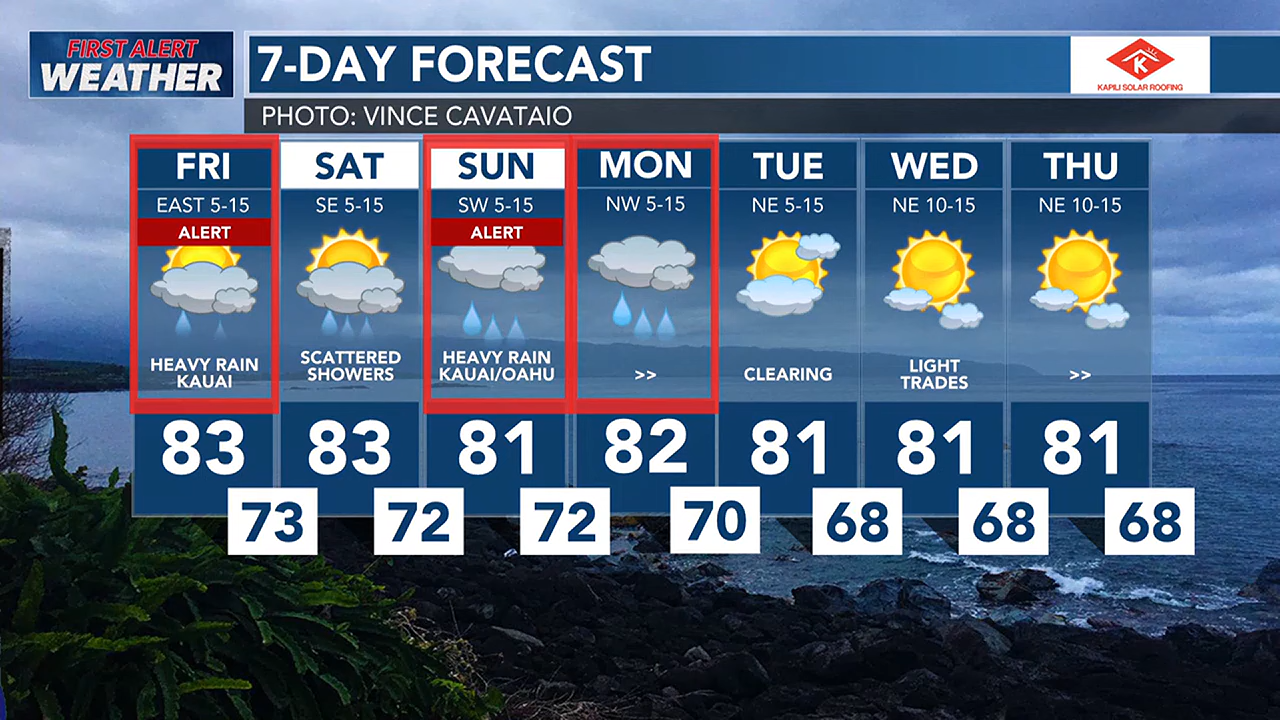 FIRST ALERT
WEATHER
7-DAY FORECAST
K
KAPILI SOLAR ROOFING
PHOTO: VINCE CAVATAIO
FRI
EAST 5-15
ALERT
HEAVY RAIN
KAUAI
83
73
SAT
SE 5-15
SCATTERED
SHOWERS
83
72
SUN
SW 5-15
ALERT
HEAVY RAIN
KAUAI/OAHU
81
72
MON
NW 5-15
>>
82
70
TUE
NE 5-15
CLEARING
81
68
WED
NE 10-15
LIGHT
TRADES
81
68
THU
NE 10-15
>>
81
68